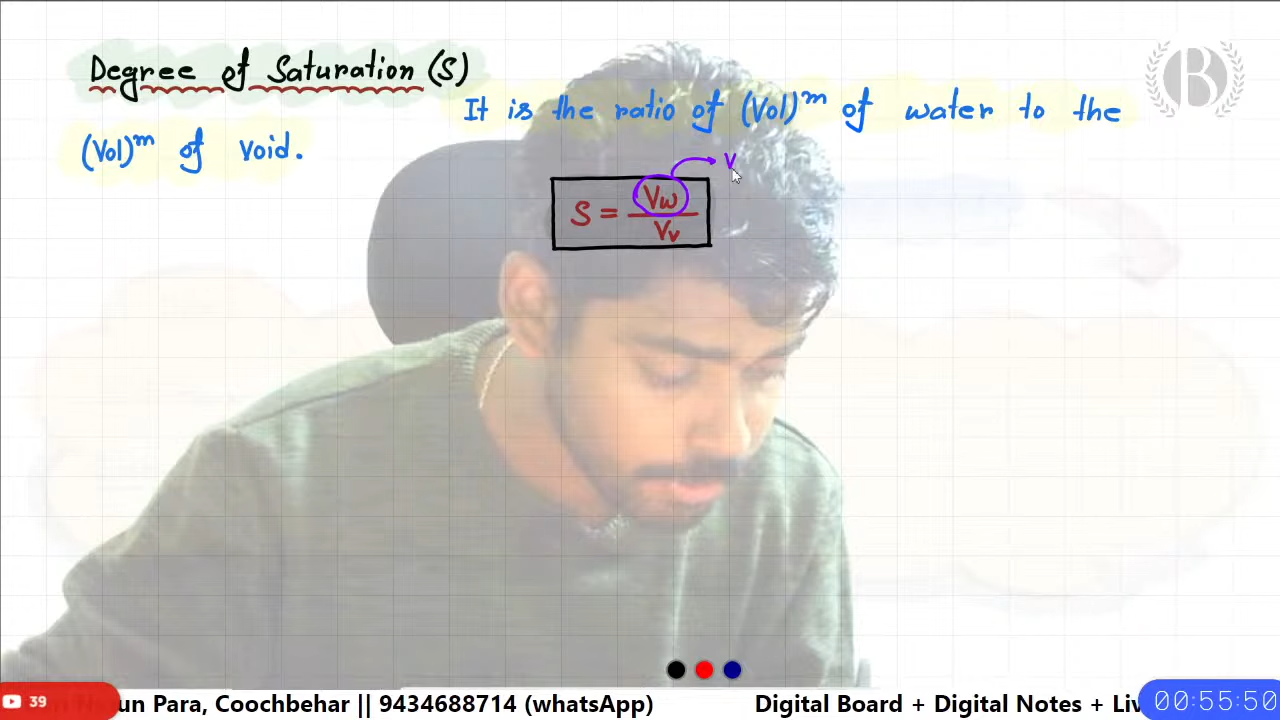 Degree of Saturation (S)
It is the ratio of (Vol)ᵐ of water to the
(Vol)ᵐ of void.
V
S = Vw / Vv
B
39
Para, Coochbehar || 9434688714 (whatsApp) Digital Board + Digital Notes + Liv
00:55:50